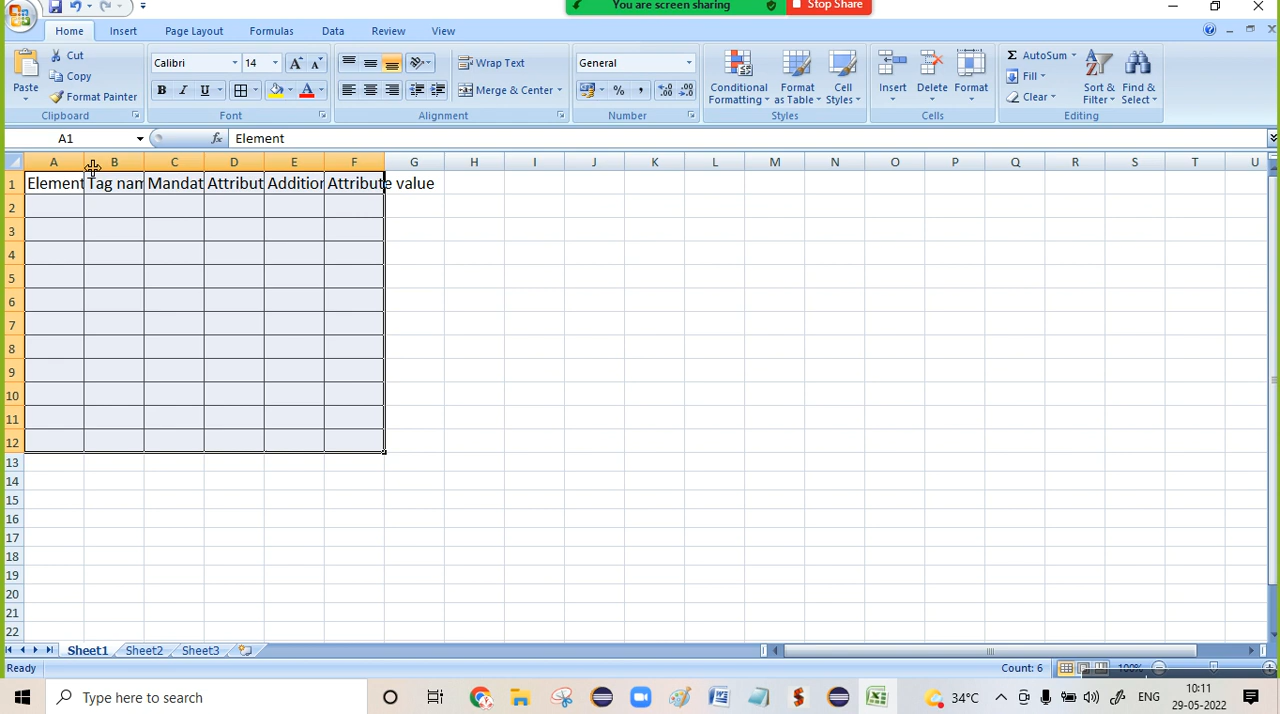 You are screen sharing
Stop Share
Home Insert Page Layout Formulas Data Review View
Cut
Copy
Format Painter
Paste
Clipboard
Calibri 14
Font
Wrap Text
Merge & Center
Alignment
General
Number
Conditional Formatting
Format as Table
Cell Styles
Styles
Insert Delete Format
Cells
AutoSum
Fill
Clear
Sort & Filter
Find & Select
Editing
A1 fx Element
A B C D E F G H I J K L M N O P Q R S T U
1 Element Tag nam Mandat Attribut Addition Attribute value
2
3
4
5
6
7
8
9
10
11
12
13
14
15
16
17
18
19
20
21
22
Sheet1 Sheet2 Sheet3
Ready Count: 6 100%
Type here to search
34°C ENG 10:11
29-05-2022